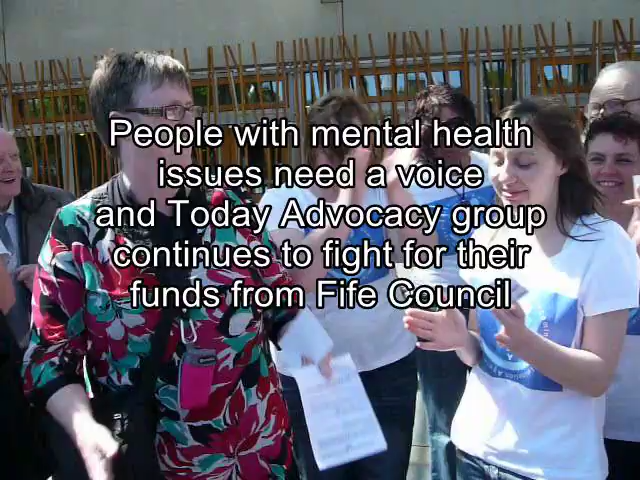 People with mental health
issues need a voice
and Today Advocacy group
continues to fight for their
funds from Fife Council